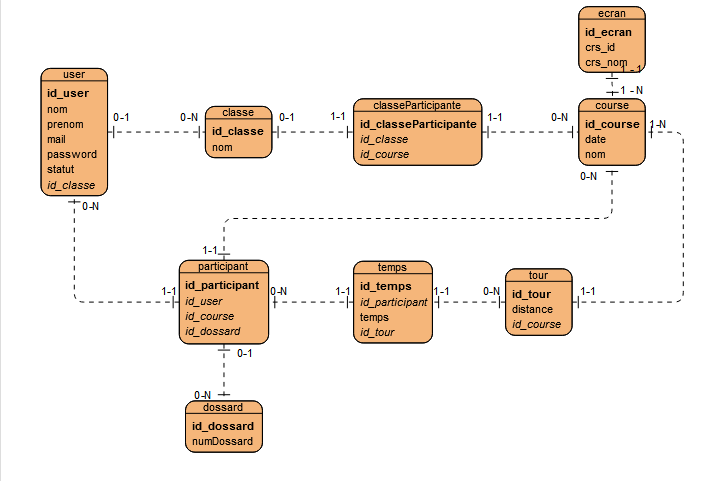 ecran
id_ecran
crs_id
crs_nom
1 - 1
1 - N
user
id_user
nom
prenom
mail
password
statut
id_classe
0-1
0-N
classe
id_classe
nom
0-1
1-1
classeParticipante
id_classeParticipante
id_classe
id_course
1-1
0-N
course
id_course
date
nom
1-N
0-N
0-N
1-1
1-1
participant
id_participant
id_user
id_course
id_dossard
0-N
1-1
temps
id_temps
id_participant
temps
id_tour
1-1
0-N
tour
id_tour
distance
id_course
1-1
0-1
0-N
dossard
id_dossard
numDossard